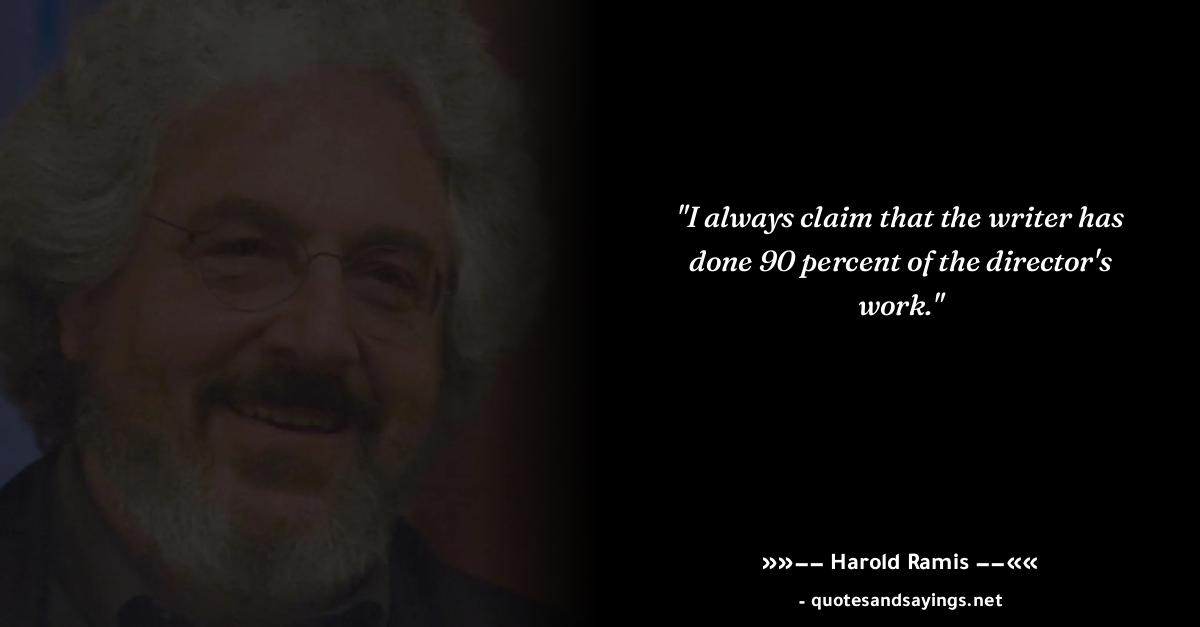 "I always claim that the writer has
done 90 percent of the director's
work."
»»−− Harold Ramis −−««
- quotesandsayings.net